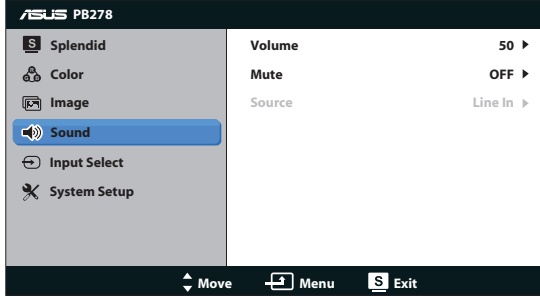 ASUS PB278
S Splendid
Color
Image
Sound
Input Select
System Setup
Volume 50
Mute OFF
Source Line In
Move Menu S Exit